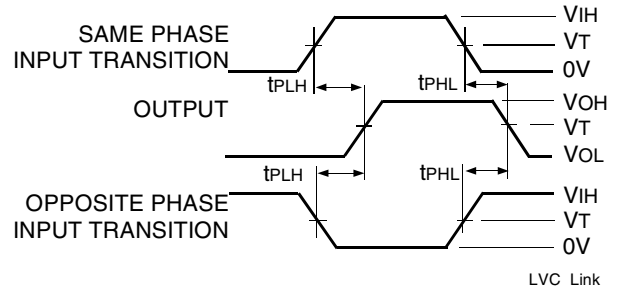 SAME PHASE
INPUT TRANSITION
VIH
VT
0V
tPLH
tPHL
OUTPUT
VOH
VT
VOL
tPLH
tPHL
OPPOSITE PHASE
INPUT TRANSITION
VIH
VT
0V
LVC Link